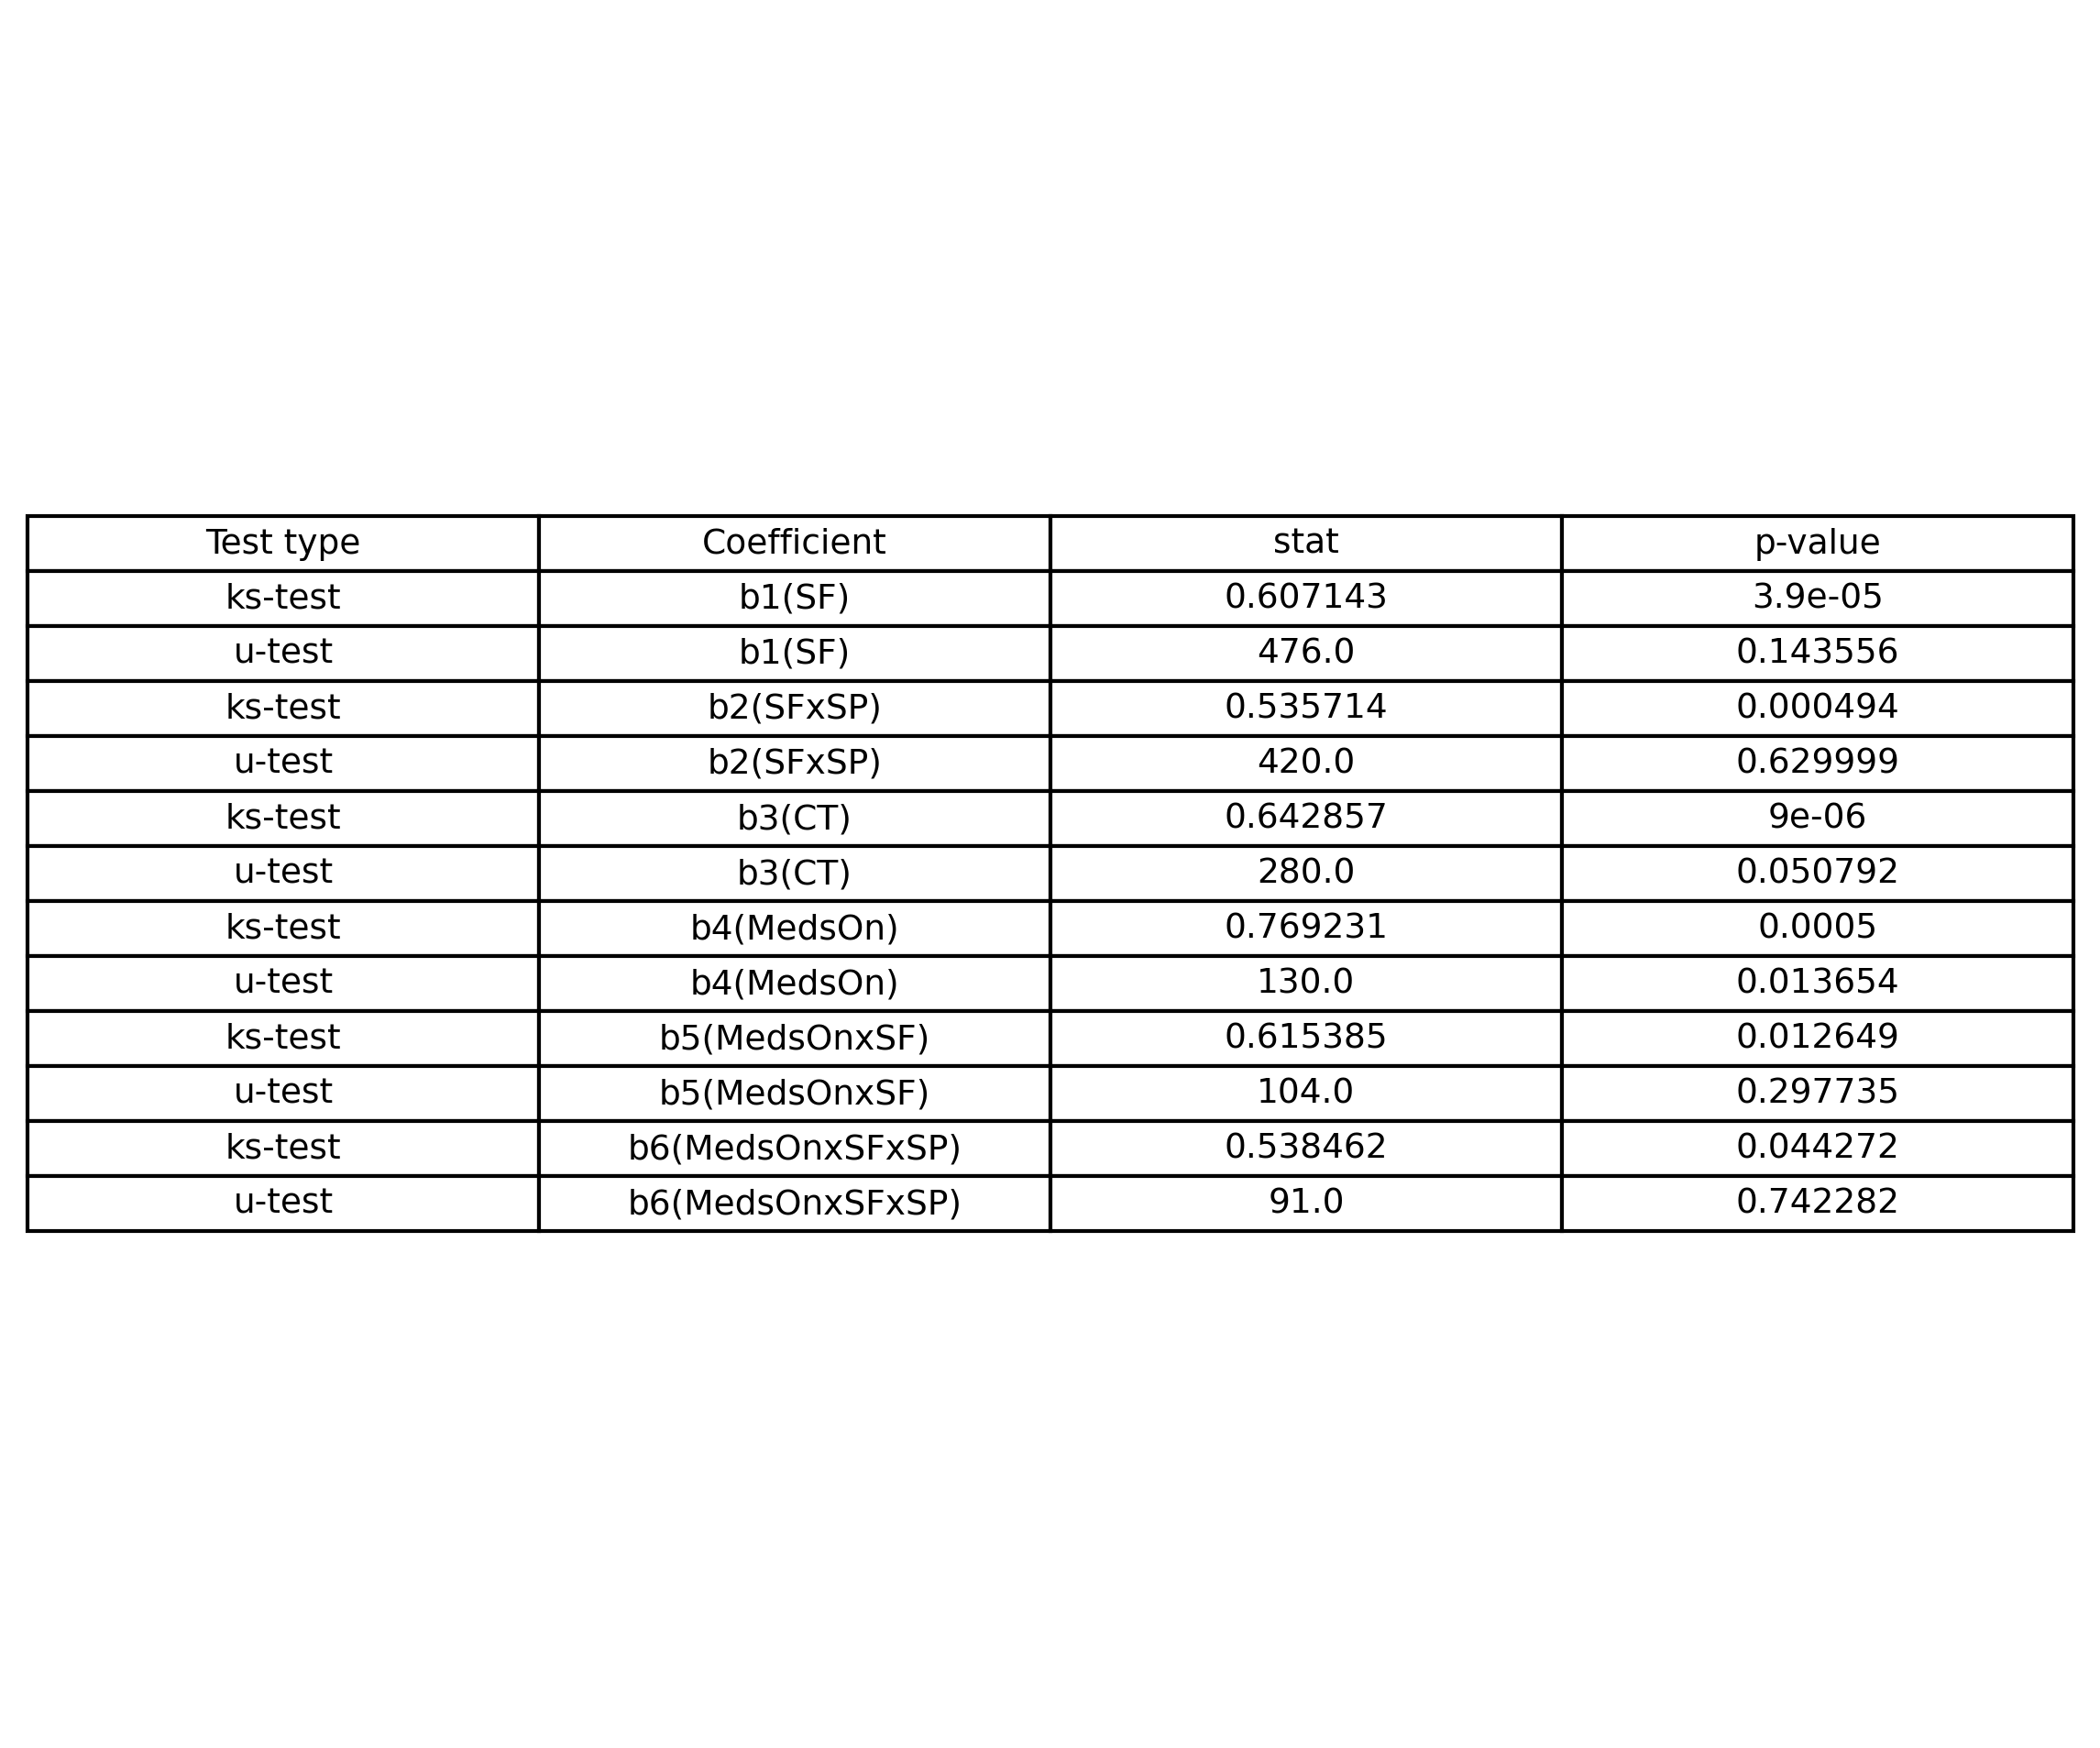 Test type Coefficient stat p-value
ks-test b1(SF) 0.607143 3.9e-05
u-test b1(SF) 476.0 0.143556
ks-test b2(SFxSP) 0.535714 0.000494
u-test b2(SFxSP) 420.0 0.629999
ks-test b3(CT) 0.642857 9e-06
u-test b3(CT) 280.0 0.050792
ks-test b4(MedsOn) 0.769231 0.0005
u-test b4(MedsOn) 130.0 0.013654
ks-test b5(MedsOnxSF) 0.615385 0.012649
u-test b5(MedsOnxSF) 104.0 0.297735
ks-test b6(MedsOnxSFxSP) 0.538462 0.044272
u-test b6(MedsOnxSFxSP) 91.0 0.742282